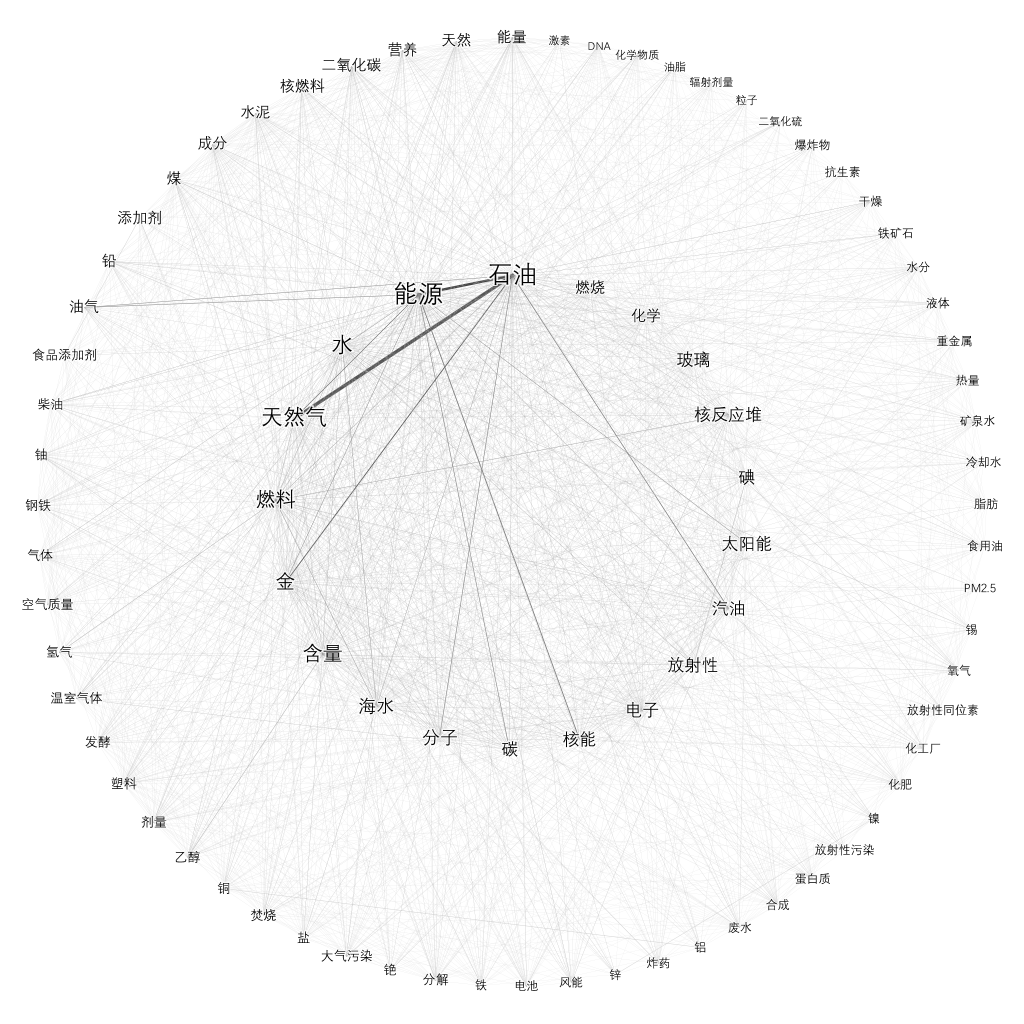 能量
激素
DNA
化学物质
油脂
辐射剂量
粒子
二氧化硫
爆炸物
抗生素
干燥
铁矿石
水分
液体
重金属
热量
矿泉水
冷却水
脂肪
食用油
PM2.5
锡
氧气
放射性同位素
化工厂
化肥
镍
放射性污染
蛋白质
合成
废水
铝
炸药
锌
风能
电池
铁
分解
铯
大气污染
盐
焚烧
铜
乙醇
剂量
塑料
发酵
温室气体
氢气
空气质量
气体
钢铁
铀
柴油
食品添加剂
油气
铅
添加剂
煤
成分
水泥
核燃料
二氧化碳
营养
天然
石油
燃烧
化学
玻璃
核反应堆
碘
太阳能
汽油
放射性
电子
核能
碳
分子
海水
含量
金
燃料
天然气
水
能源